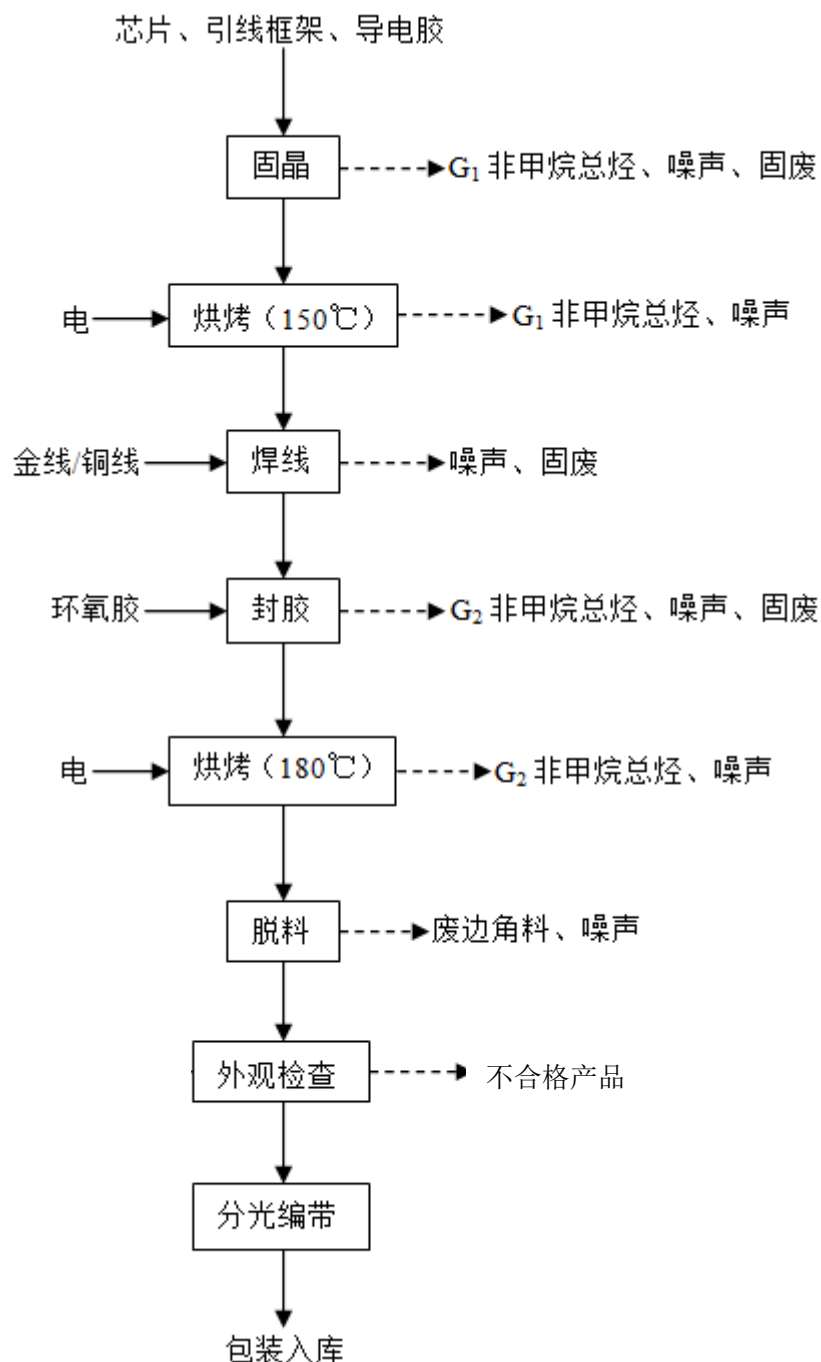 芯片、引线框架、导电胶
固晶
G₁ 非甲烷总烃、噪声、固废
电
烘烤（150℃）
G₁ 非甲烷总烃、噪声
金线/铜线
焊线
噪声、固废
环氧胶
封胶
G₂ 非甲烷总烃、噪声、固废
电
烘烤（180℃）
G₂ 非甲烷总烃、噪声
脱料
废边角料、噪声
外观检查
不合格产品
分光编带
包装入库